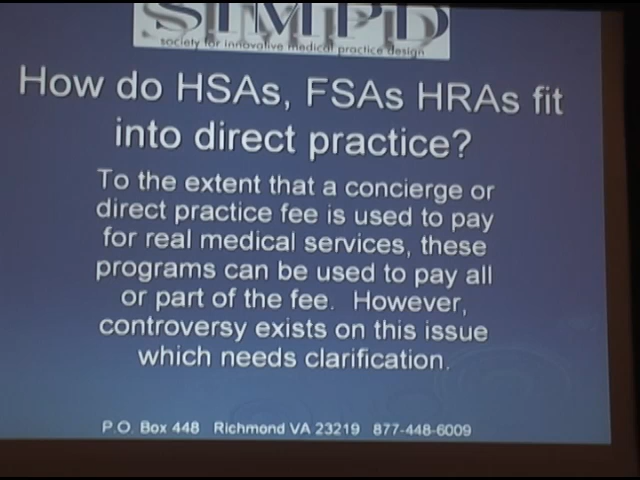 SIMPD
society for innovative medical practice design
How do HSAs, FSAs HRAs fit
into direct practice?
To the extent that a concierge or
direct practice fee is used to pay
for real medical services, these
programs can be used to pay all
or part of the fee. However,
controversy exists on this issue
which needs clarification.
P.O. Box 448 Richmond VA 23219 877-448-6009